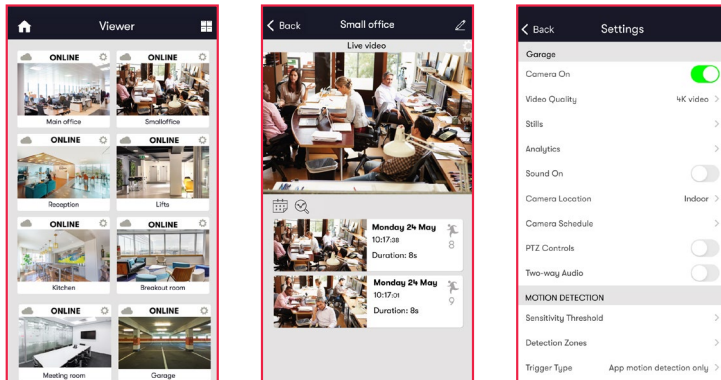 Viewer
ONLINE
ONLINE
Main office
Smalloffice
ONLINE
ONLINE
Reception
Lifts
ONLINE
ONLINE
Kitchen
Breakout room
ONLINE
ONLINE
Meeting room
Garage
Back
Small office
Live video
Monday 24 May
10:17:38
8
Duration: 8s
Monday 24 May
10:17:01
9
Duration: 8s
Back
Settings
Garage
Camera On
Video Quality
4K video
Stills
Analytics
Sound On
Camera Location
Indoor
Camera Schedule
PTZ Controls
Two-way Audio
MOTION DETECTION
Sensitivity Threshold
Detection Zones
Trigger Type
App motion detection only